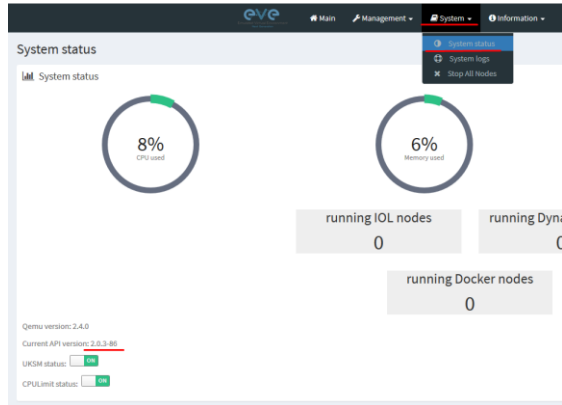 eve
Main
Management
System
Information
System status
System logs
Stop All Nodes
System status
System status
8%
CPU used
6%
Memory used
running IOL nodes
0
running Dyna
running Docker nodes
0
Qemu version: 2.4.0
Current API version: 2.0.3-86
UKSM status: ON
CPULimit status: ON